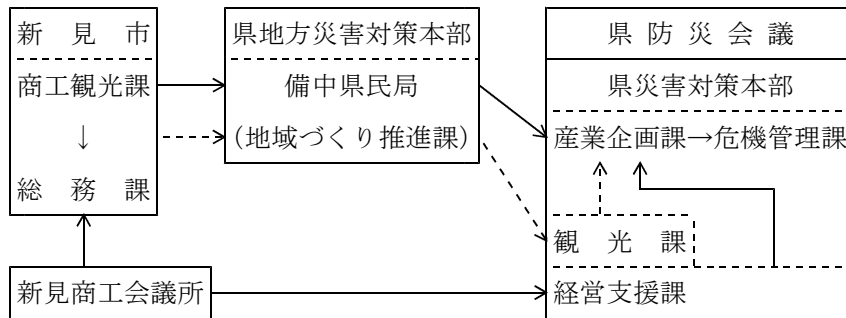 新見市
商工観光課
↓
総務課
新見商工会議所
県地方災害対策本部
備中県民局
(地域づくり推進課)
県防災会議
県災害対策本部
産業企画課→危機管理課
観光課
経営支援課